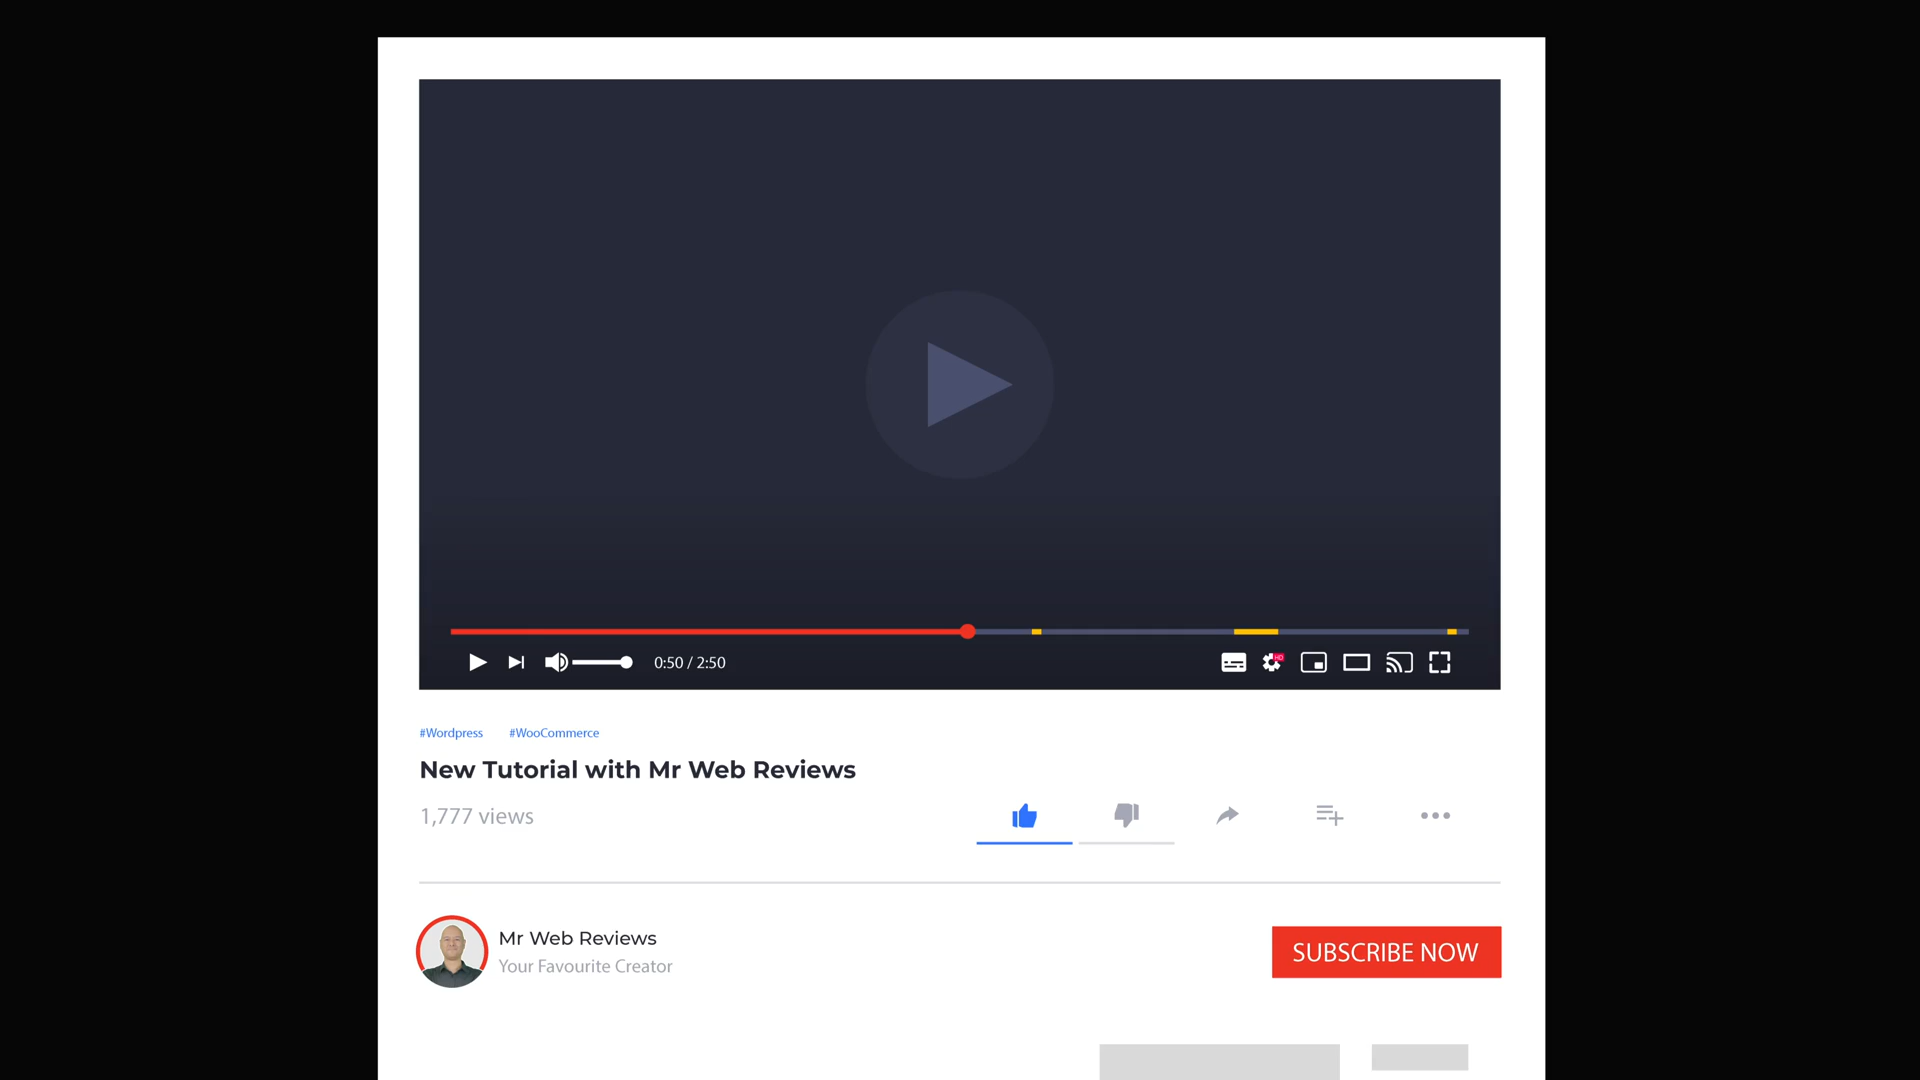 0:50 / 2:50
HD
#Wordpress #WooCommerce
New Tutorial with Mr Web Reviews
1,777 views
Mr Web Reviews
Your Favourite Creator
SUBSCRIBE NOW